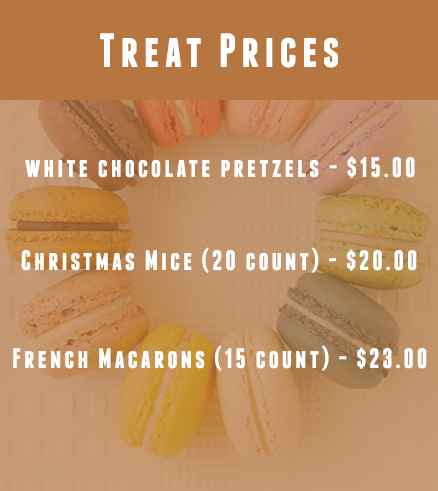 Treat Prices
white chocolate pretzels - $15.00
Christmas Mice (20 count) - $20.00
French Macarons (15 count) - $23.00